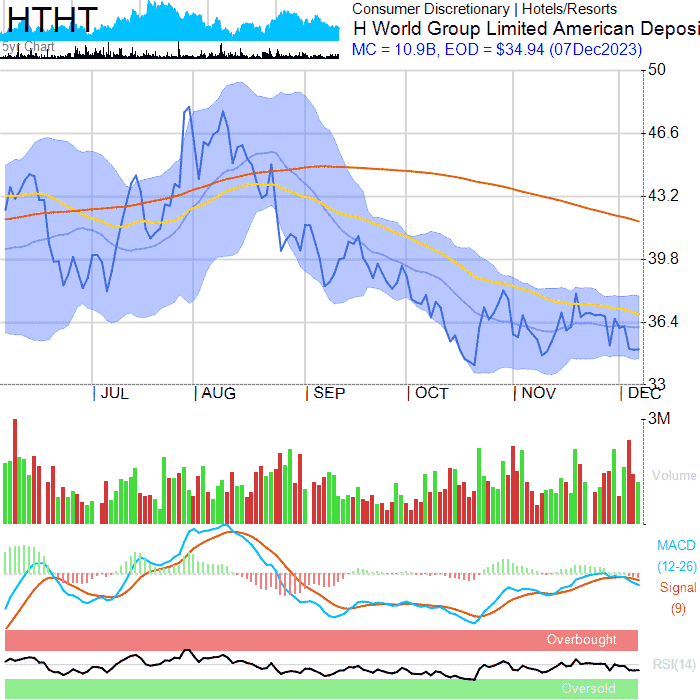 HTHT
Consumer Discretionary | Hotels/Resorts
H World Group Limited American Deposi
5yr Chart
MC = 10.9B, EOD = $34.94 (07Dec2023)
50
46.6
43.2
39.8
36.4
33
JUL AUG SEP OCT NOV DEC
3M
Volume
MACD
(12-26)
Signal
(9)
Overbought
RSI(14)
Oversold